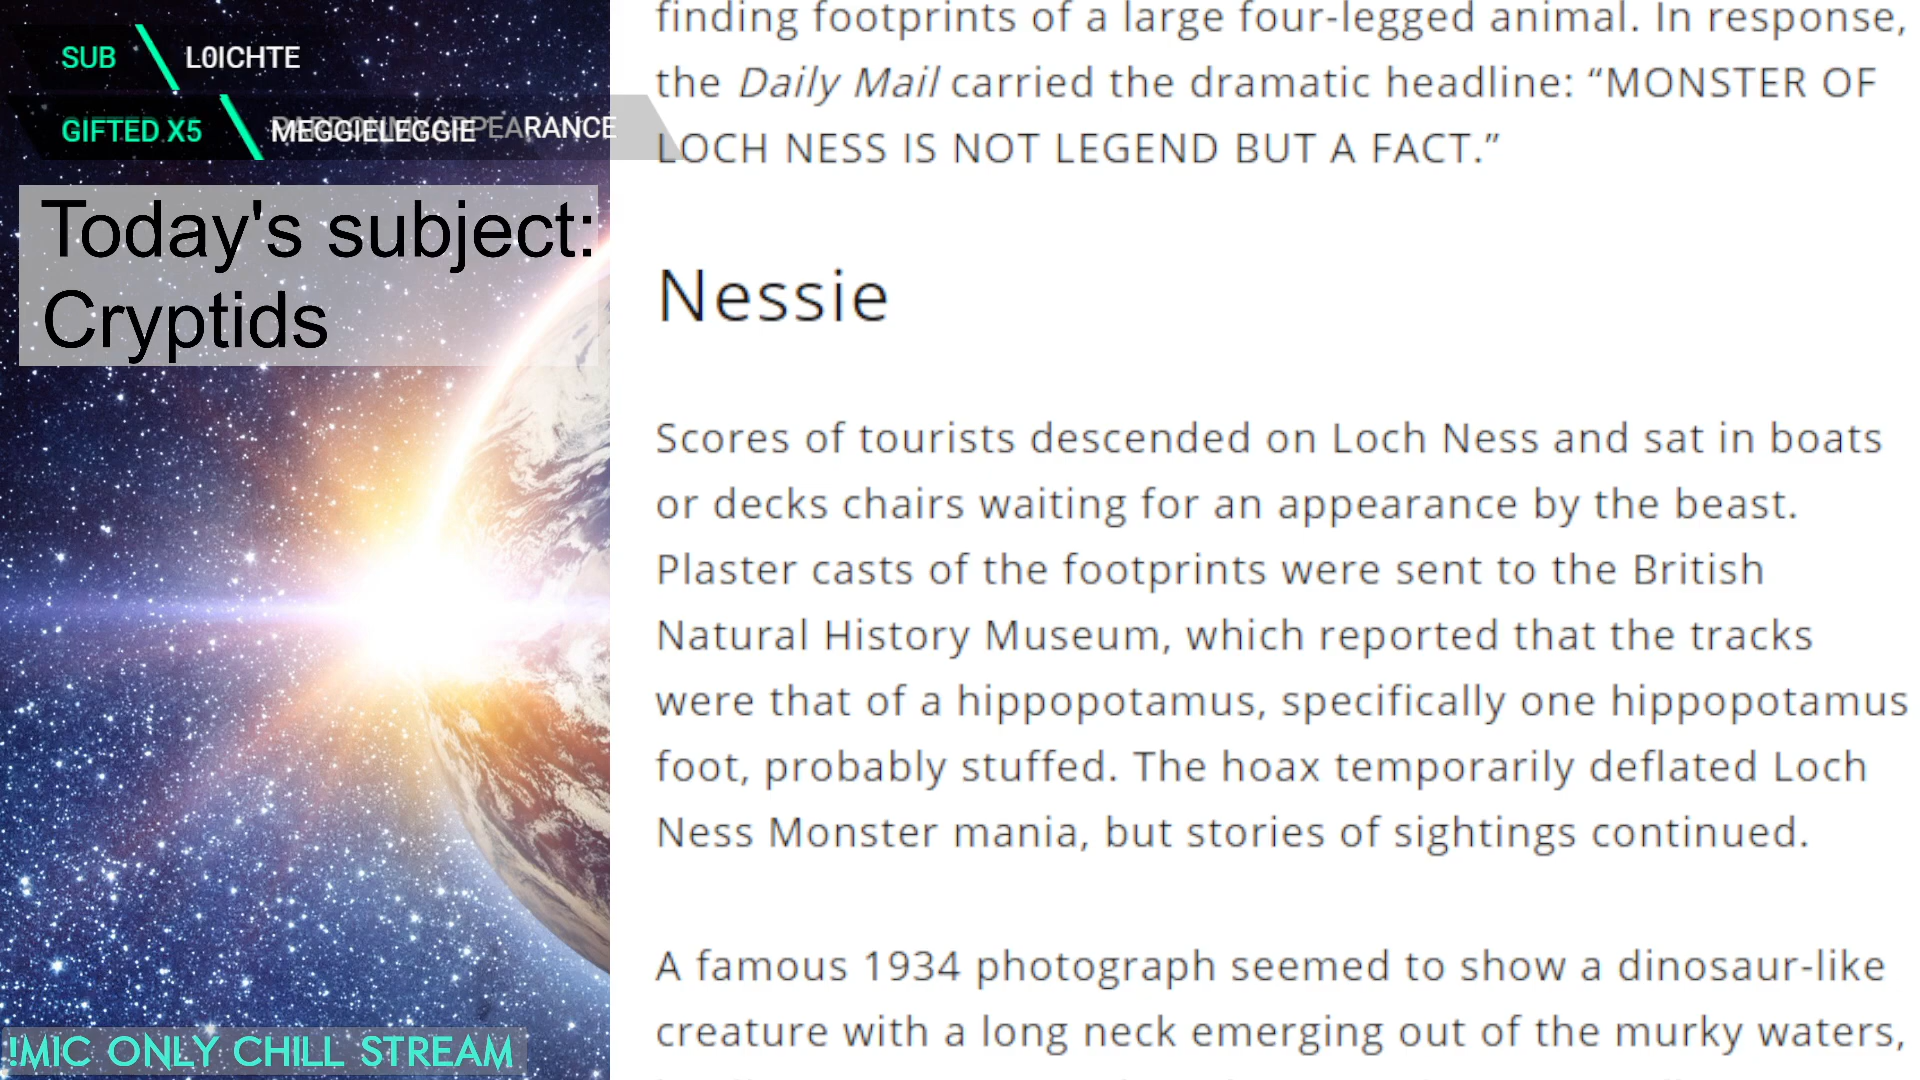 SUB L0ICHTE
GIFTED X5 MEGGIELEGGIE
Today's subject:
Cryptids
!MIC ONLY CHILL STREAM
finding footprints of a large four-legged animal. In response,
the Daily Mail carried the dramatic headline: “MONSTER OF
LOCH NESS IS NOT LEGEND BUT A FACT.”
Nessie
Scores of tourists descended on Loch Ness and sat in boats
or decks chairs waiting for an appearance by the beast.
Plaster casts of the footprints were sent to the British
Natural History Museum, which reported that the tracks
were that of a hippopotamus, specifically one hippopotamus
foot, probably stuffed. The hoax temporarily deflated Loch
Ness Monster mania, but stories of sightings continued.
A famous 1934 photograph seemed to show a dinosaur-like
creature with a long neck emerging out of the murky waters,